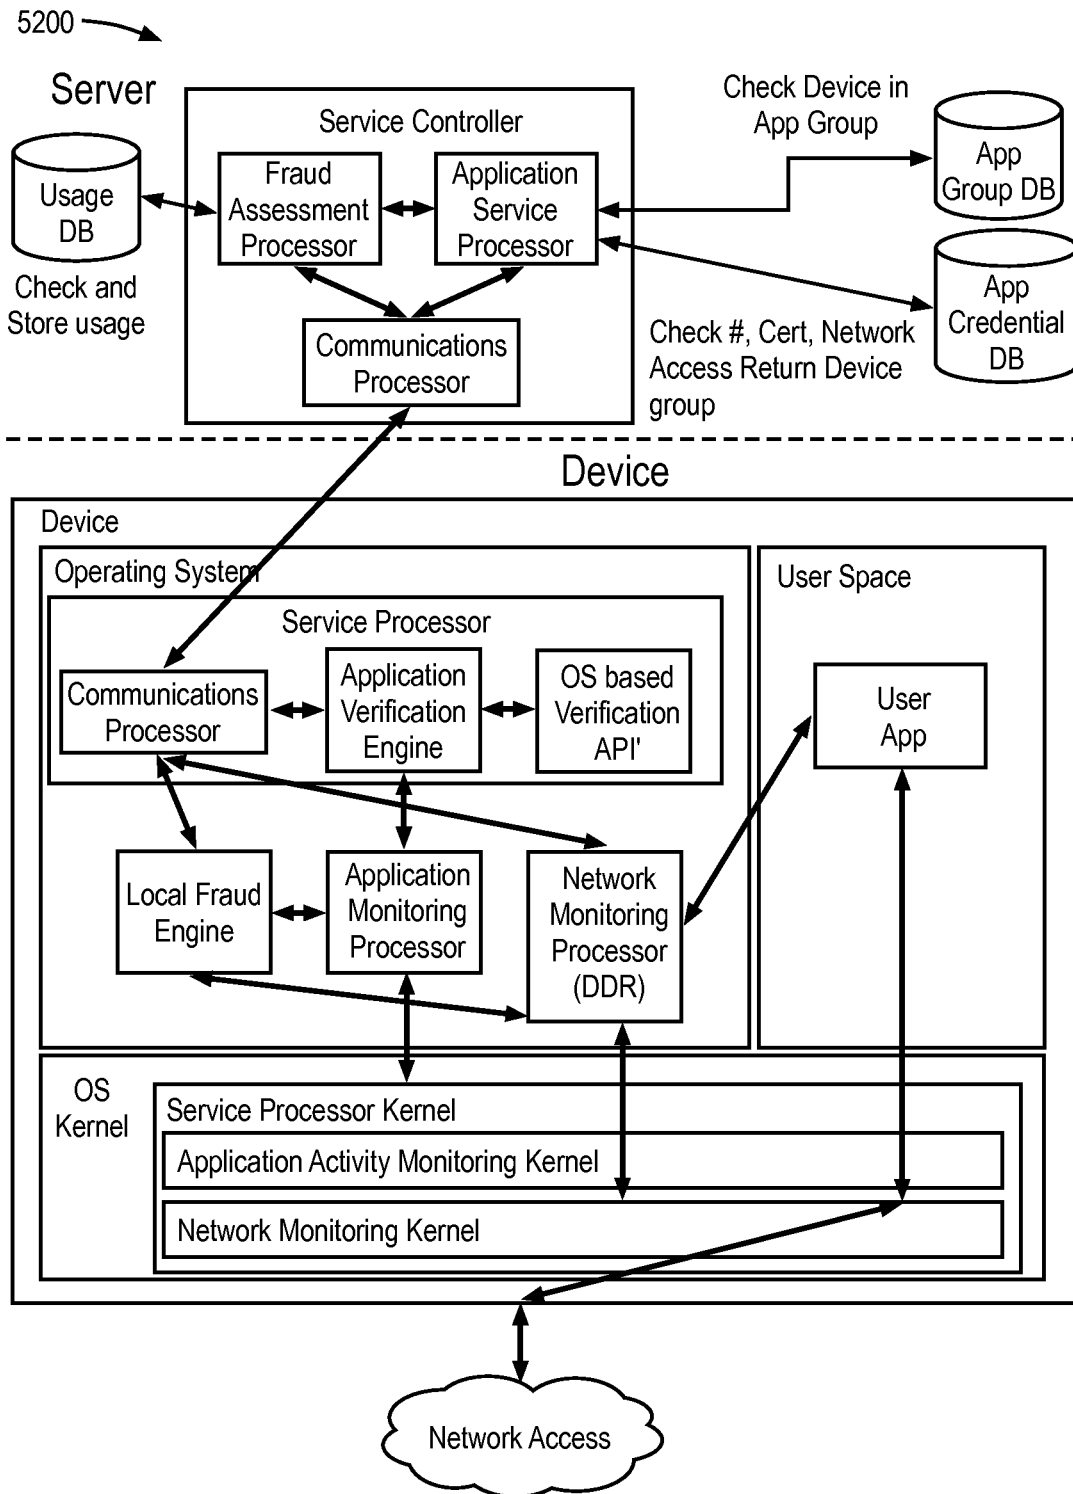 5200
Server
Service Controller
Usage
DB
Check and
Store usage
Fraud
Assessment
Processor
Application
Service
Processor
Communications
Processor
Check Device in
App Group
App
Group DB
App
Credential
DB
Check #, Cert, Network
Access Return Device
group
Device
Device
Operating System
Service Processor
Communications
Processor
Application
Verification
Engine
OS based
Verification
API'
User Space
User
App
Local Fraud
Engine
Application
Monitoring
Processor
Network
Monitoring
Processor
(DDR)
OS
Kernel
Service Processor Kernel
Application Activity Monitoring Kernel
Network Monitoring Kernel
Network Access